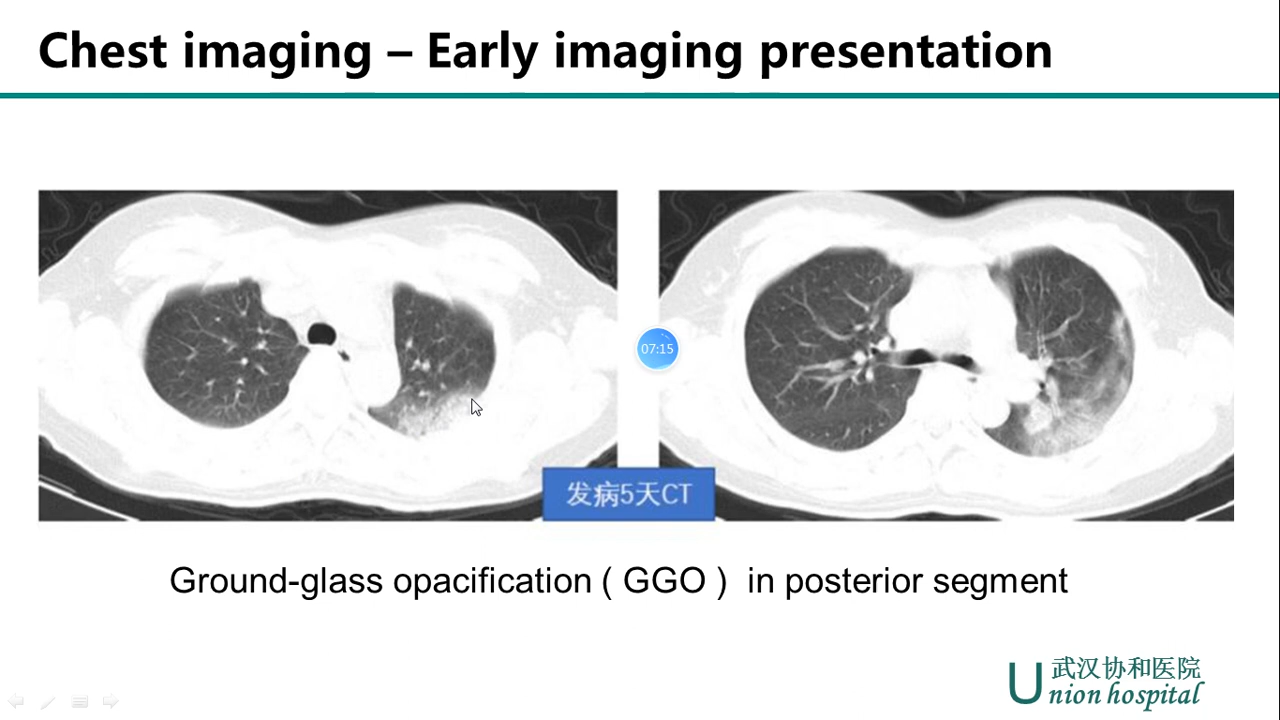 Chest imaging – Early imaging presentation
07:15
发病5天CT
Ground-glass opacification ( GGO ) in posterior segment
武汉协和医院
Union hospital